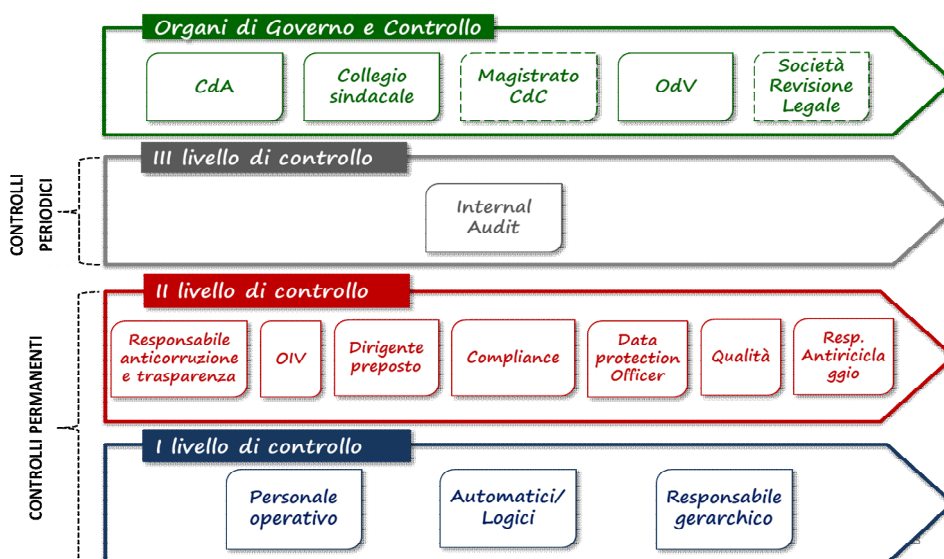 Organi di Governo e Controllo
CdA
Collegio
sindacale
Magistrato
CdC
OdV
Società
Revisione
Legale
III livello di controllo
CONTROLLI
PERIODICI
Internal
Audit
II livello di controllo
Responsabile
anticorruzione
e trasparenza
OIV
Dirigente
preposto
Compliance
Data
protection
Officer
Qualità
Resp.
Antiricicla
ggio
CONTROLLI PERMANENTI
I livello di controllo
Personale
operativo
Automatici/
Logici
Responsabile
gerarchico